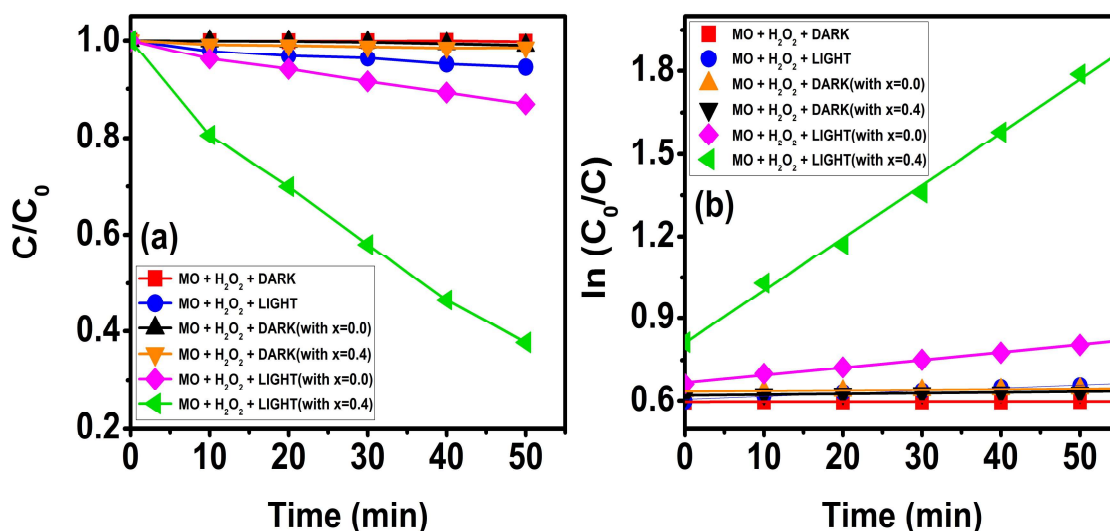 1.0
0.8
0.6
0.4
0.2
C/C₀
(a)
MO + H₂O₂ + DARK
MO + H₂O₂ + LIGHT
MO + H₂O₂ + DARK(with x=0.0)
MO + H₂O₂ + DARK(with x=0.4)
MO + H₂O₂ + LIGHT(with x=0.0)
MO + H₂O₂ + LIGHT(with x=0.4)
0 10 20 30 40 50
Time (min)
1.8
1.5
1.2
0.9
0.6
ln (C₀/C)
MO + H₂O₂ + DARK
MO + H₂O₂ + LIGHT
MO + H₂O₂ + DARK(with x=0.0)
MO + H₂O₂ + DARK(with x=0.4)
MO + H₂O₂ + LIGHT(with x=0.0)
MO + H₂O₂ + LIGHT(with x=0.4)
(b)
0 10 20 30 40 50
Time (min)